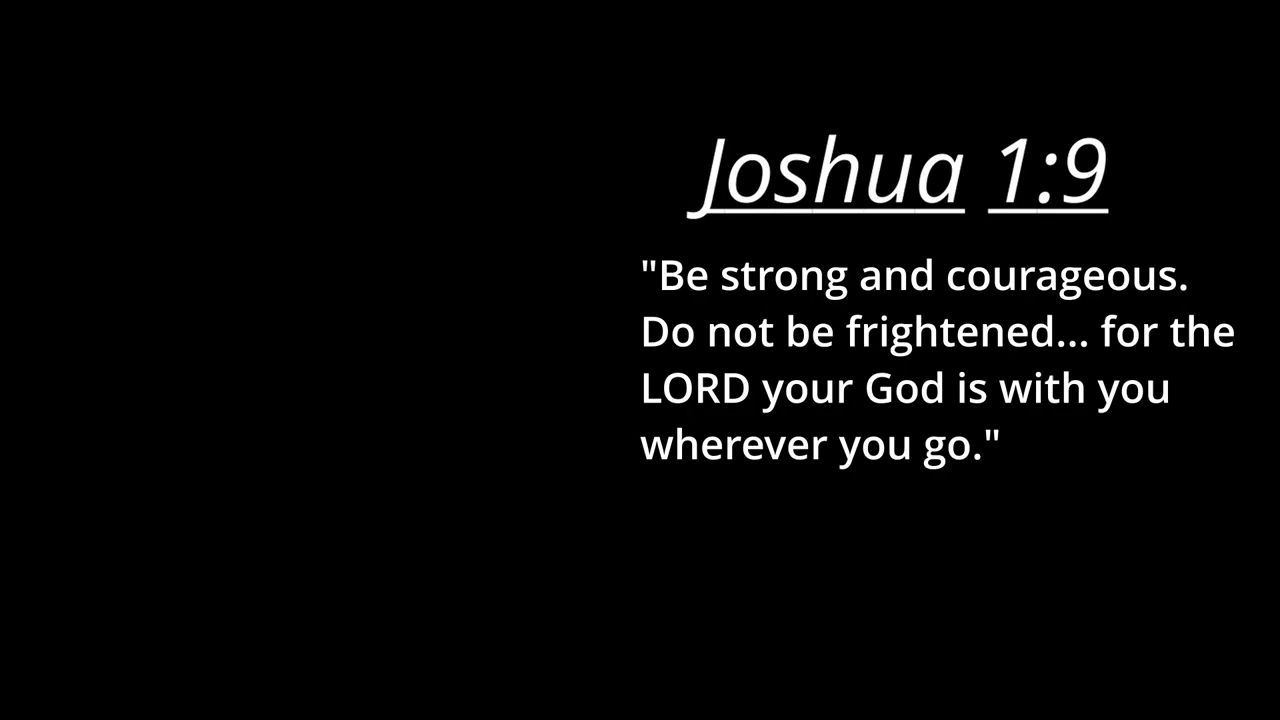 Joshua 1:9
"Be strong and courageous.
Do not be frightened... for the
LORD your God is with you
wherever you go."